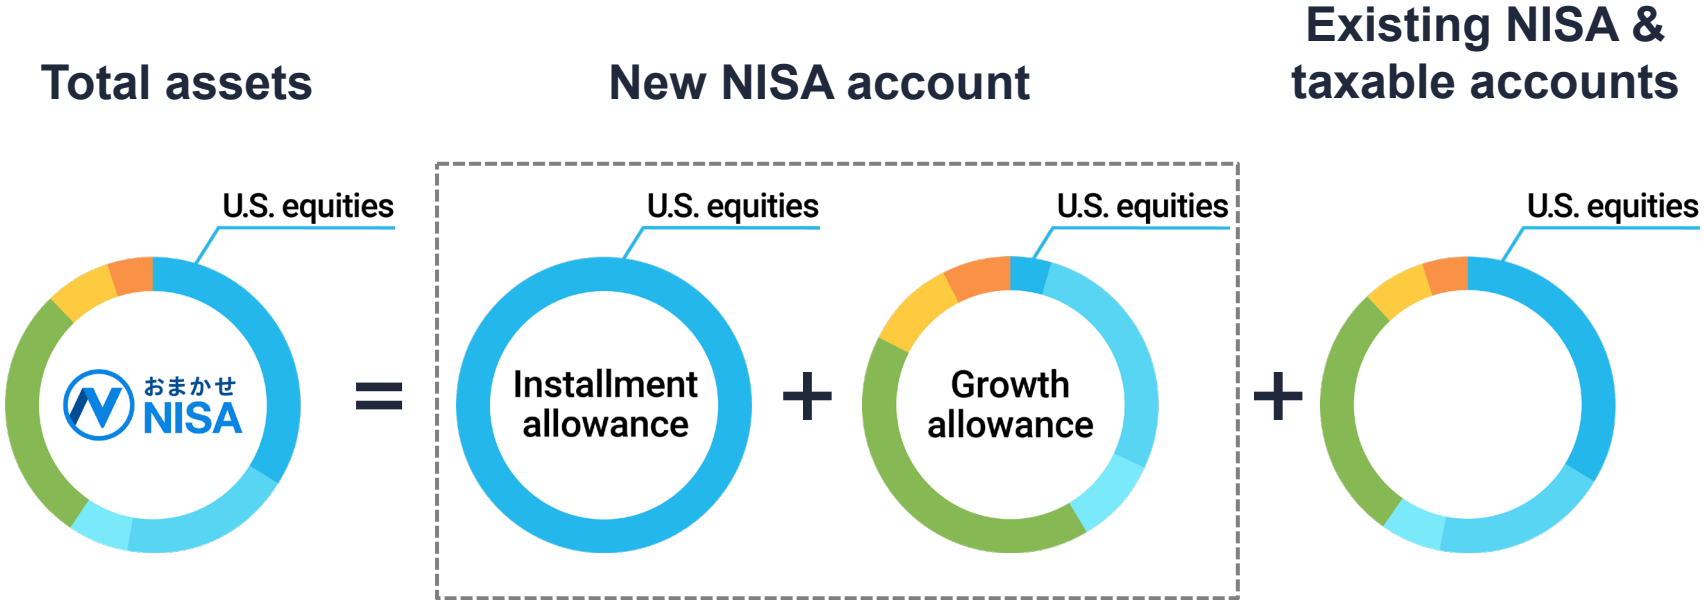 Total assets
New NISA account
Existing NISA &
taxable accounts
U.S. equities
おまかせ
NISA
=
U.S. equities
Installment
allowance
+
U.S. equities
Growth
allowance
+
U.S. equities